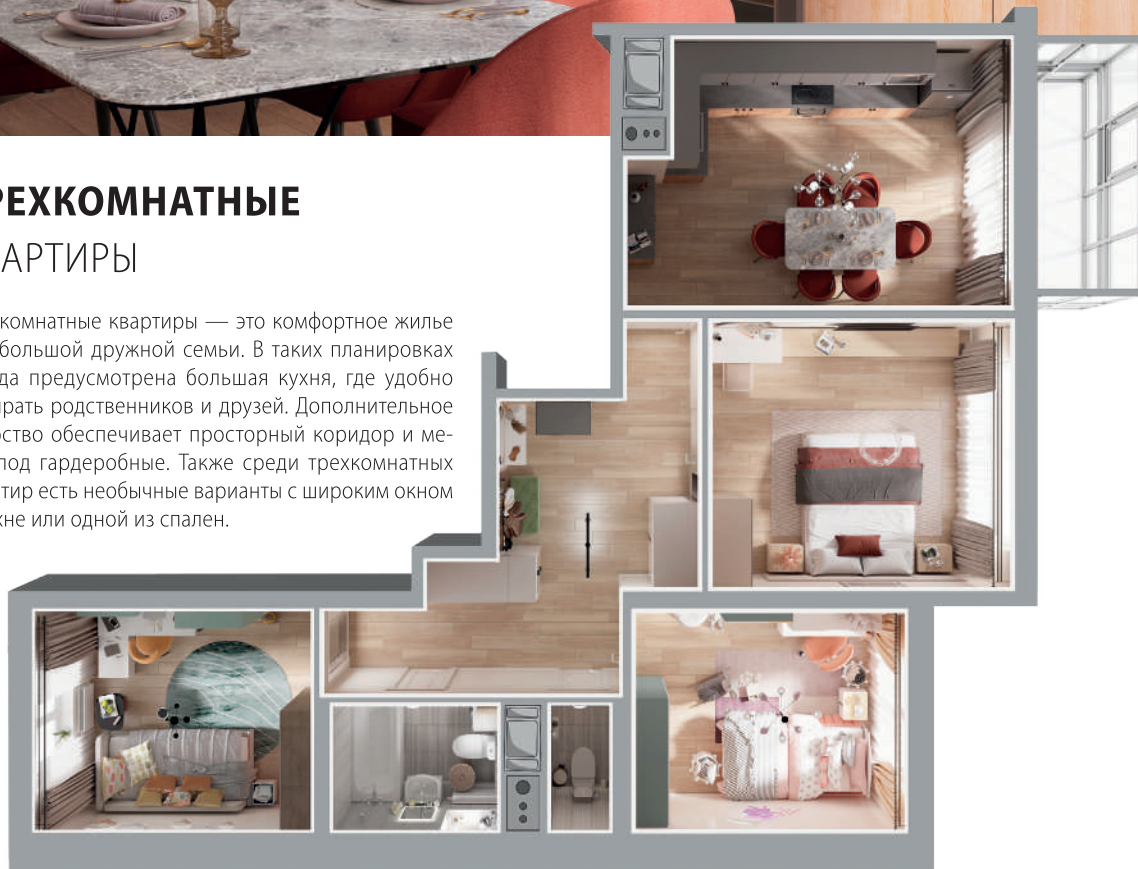 РЕХКОМНАТНЫЕ
АРТИРЫ
комнатные квартиры — это комфортное жилье
большой дружной семьи. В таких планировках
да предусмотрена большая кухня, где удобно
ирать родственников и друзей. Дополнительное
ство обеспечивает просторный коридор и ме-
под гардеробные. Также среди трехкомнатных
тир есть необычные варианты с широким окном
хне или одной из спален.